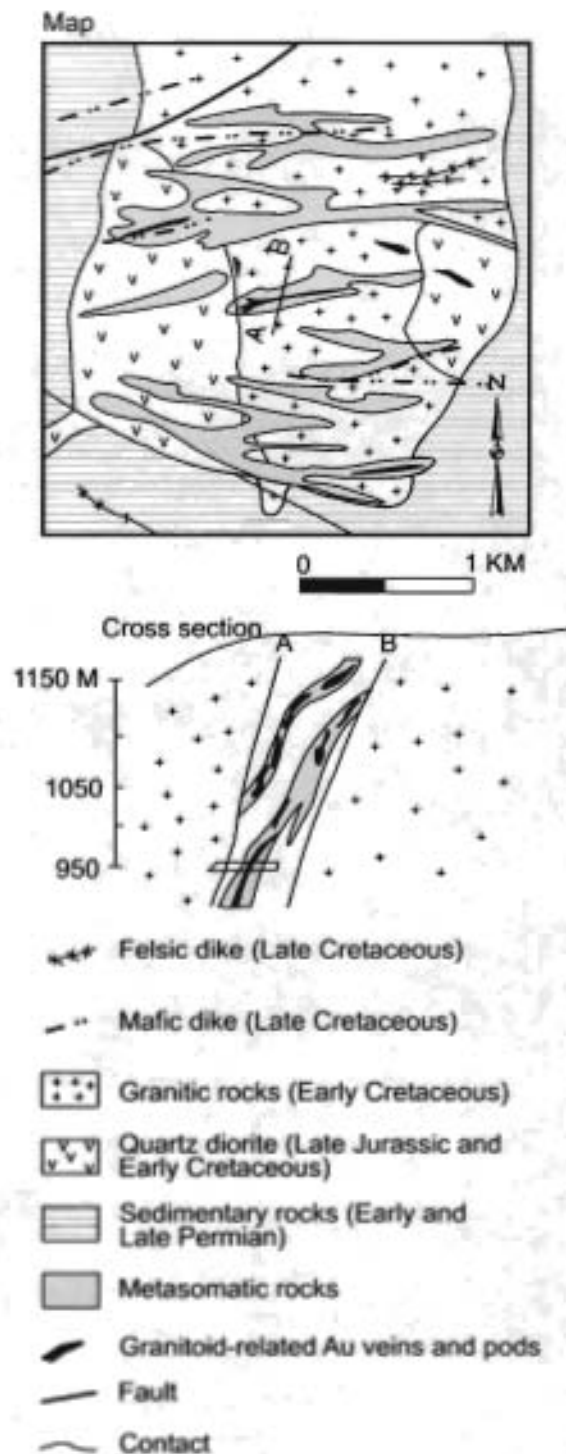 Map
B
A
N
0 1 KM
Cross section
A B
1150 M
1050
950
Felsic dike (Late Cretaceous)
Mafic dike (Late Cretaceous)
Granitic rocks (Early Cretaceous)
Quartz diorite (Late Jurassic and
Early Cretaceous)
Sedimentary rocks (Early and
Late Permian)
Metasomatic rocks
Granitoid-related Au veins and pods
Fault
Contact